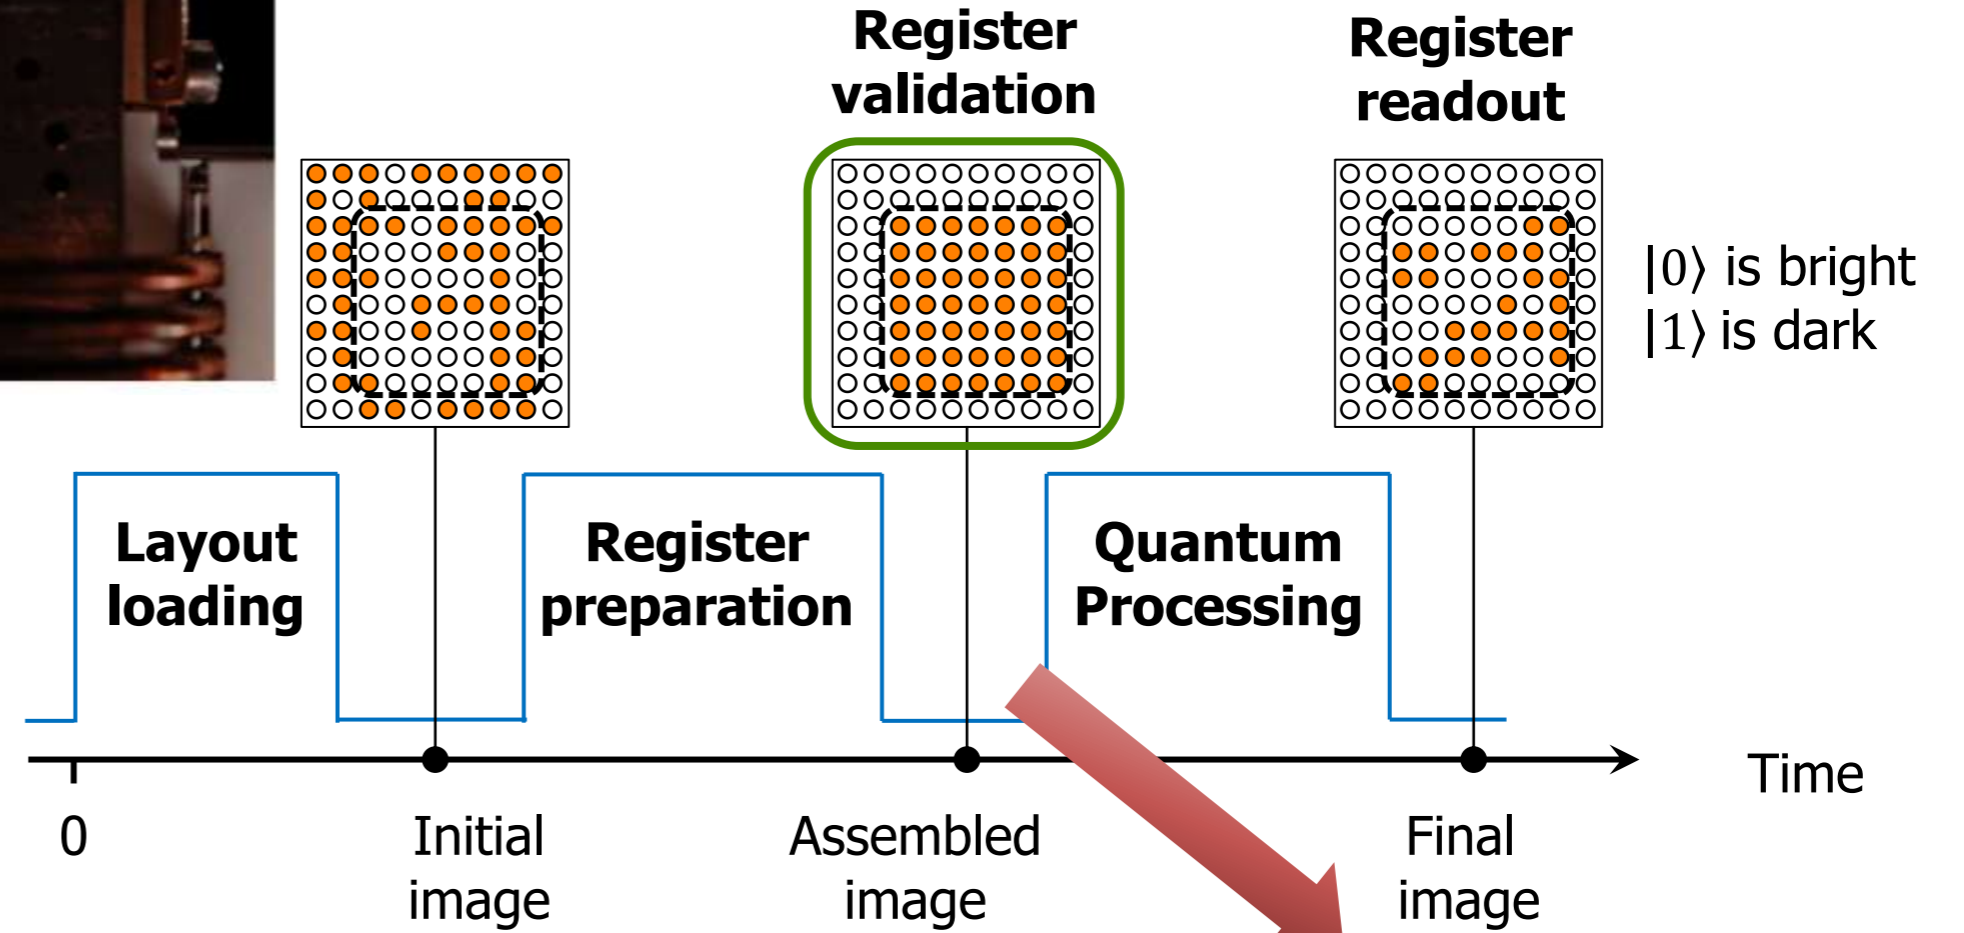 Register
validation
Register
readout
|0⟩ is bright
|1⟩ is dark
Layout
loading
Register
preparation
Quantum
Processing
Time
0
Initial
image
Assembled
image
Final
image